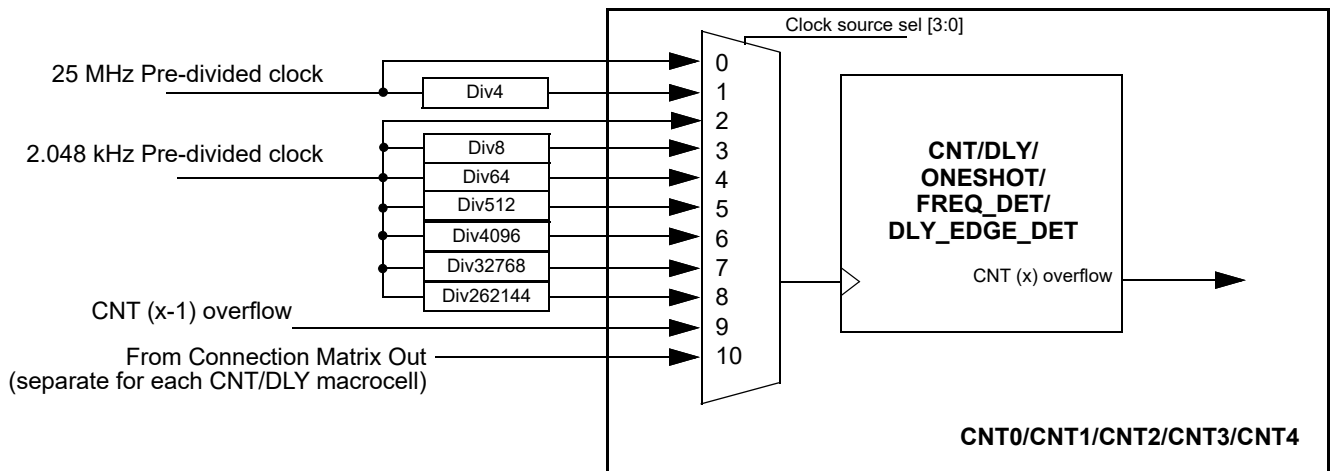 Clock source sel [3:0]
25 MHz Pre-divided clock
Div4
2.048 kHz Pre-divided clock
Div8
Div64
Div512
Div4096
Div32768
Div262144
CNT (x-1) overflow
From Connection Matrix Out
(separate for each CNT/DLY macrocell)
0
1
2
3
4
5
6
7
8
9
10
CNT/DLY/
ONESHOT/
FREQ_DET/
DLY_EDGE_DET
CNT (x) overflow
CNT0/CNT1/CNT2/CNT3/CNT4